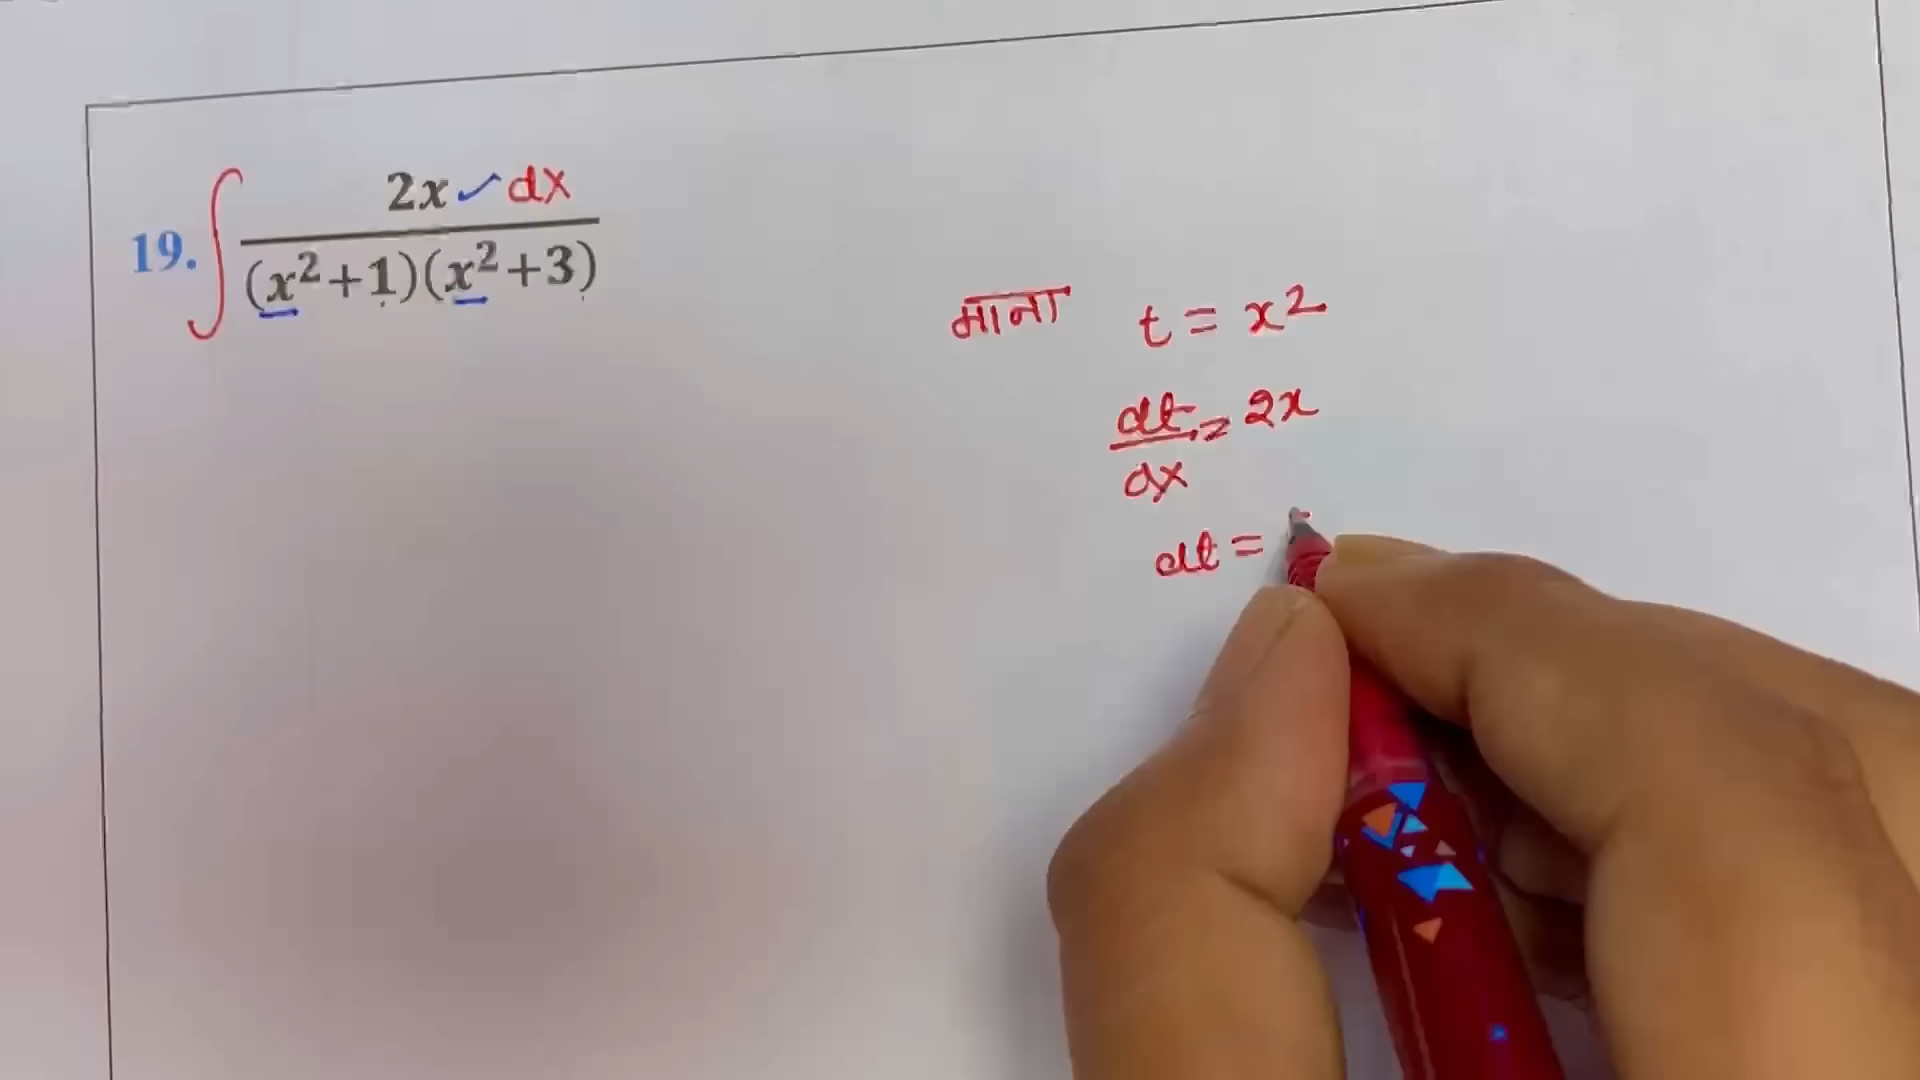 19. ∫ 2x ✓ dx
(x²+1)(x²+3)
माना t = x²
dt = 2x
dx
dt =